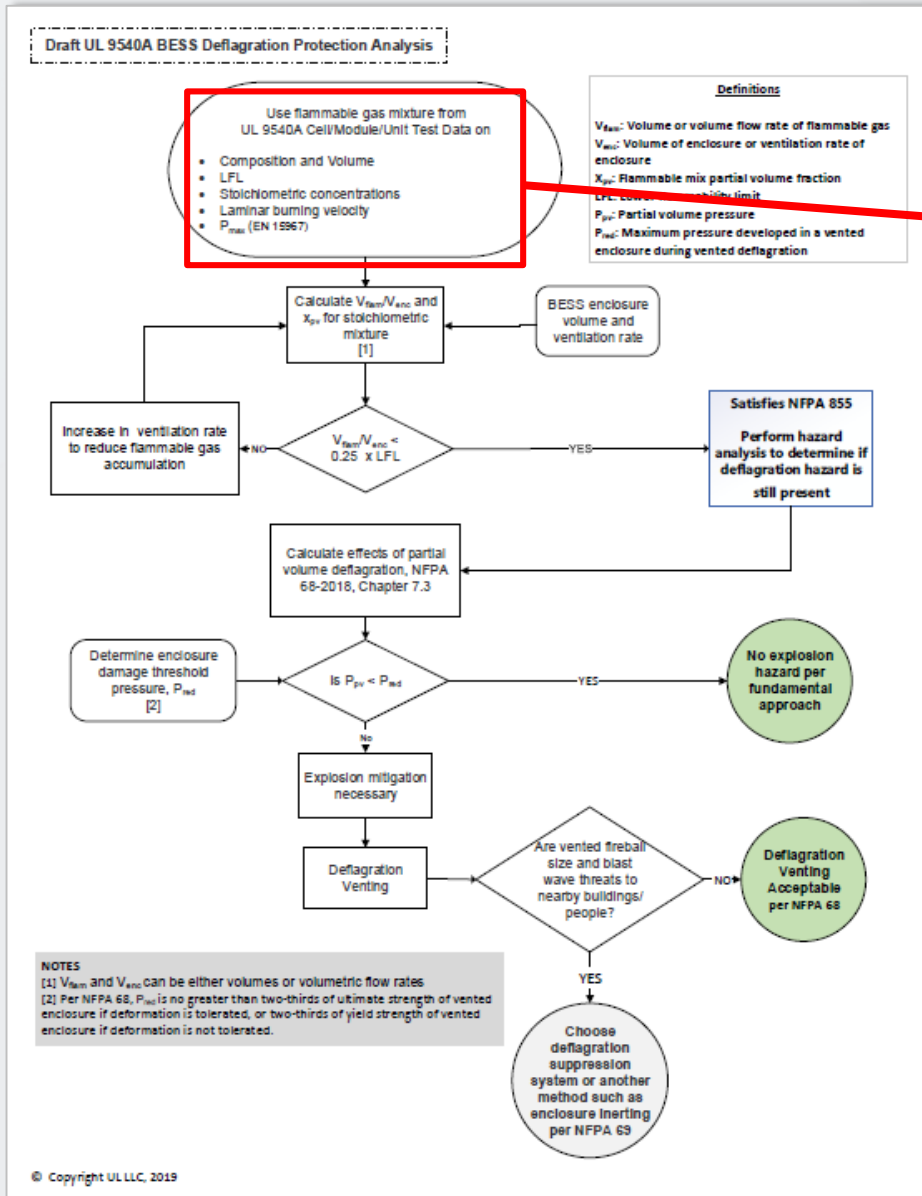 Draft UL 9540A BESS Deflagration Protection Analysis
Use flammable gas mixture from
UL 9540A Cell/Module/Unit Test Data on
• Composition and Volume
• LFL
• Stoichiometric concentrations
• Laminar burning velocity
• Pmax (EN 15967)
Definitions
Vflam: Volume or volume flow rate of flammable gas
Venc: Volume of enclosure or ventilation rate of
enclosure
Xpv: Flammable mix partial volume fraction
LFL: Lower flammability limit
Ppv: Partial volume pressure
Pred: Maximum pressure developed in a vented
enclosure during vented deflagration
Calculate Vflam/Venc and
xpv for stoichiometric
mixture
[1]
BESS enclosure
volume and
ventilation rate
Increase in ventilation rate
to reduce flammable gas
accumulation
NO
Vflam/Venc <
0.25 x LFL
YES
Satisfies NFPA 855
Perform hazard
analysis to determine if
deflagration hazard is
still present
Calculate effects of partial
volume deflagration, NFPA
68-2018, Chapter 7.3
Determine enclosure
damage threshold
pressure, Pred
[2]
Is Ppv < Pred
YES
No explosion
hazard per
fundamental
approach
No
Explosion mitigation
necessary
Deflagration
Venting
Are vented fireball
size and blast
wave threats to
nearby buildings/
people?
NO
Deflagration
Venting
Acceptable
per NFPA 68
YES
Choose
deflagration
suppression
system or another
method such as
enclosure inerting
per NFPA 69
NOTES
[1] Vflam and Venc can be either volumes or volumetric flow rates
[2] Per NFPA 68, Pred is no greater than two-thirds of ultimate strength of vented
enclosure if deformation is tolerated, or two-thirds of yield strength of vented
enclosure if deformation is not tolerated.
© Copyright UL LLC, 2019